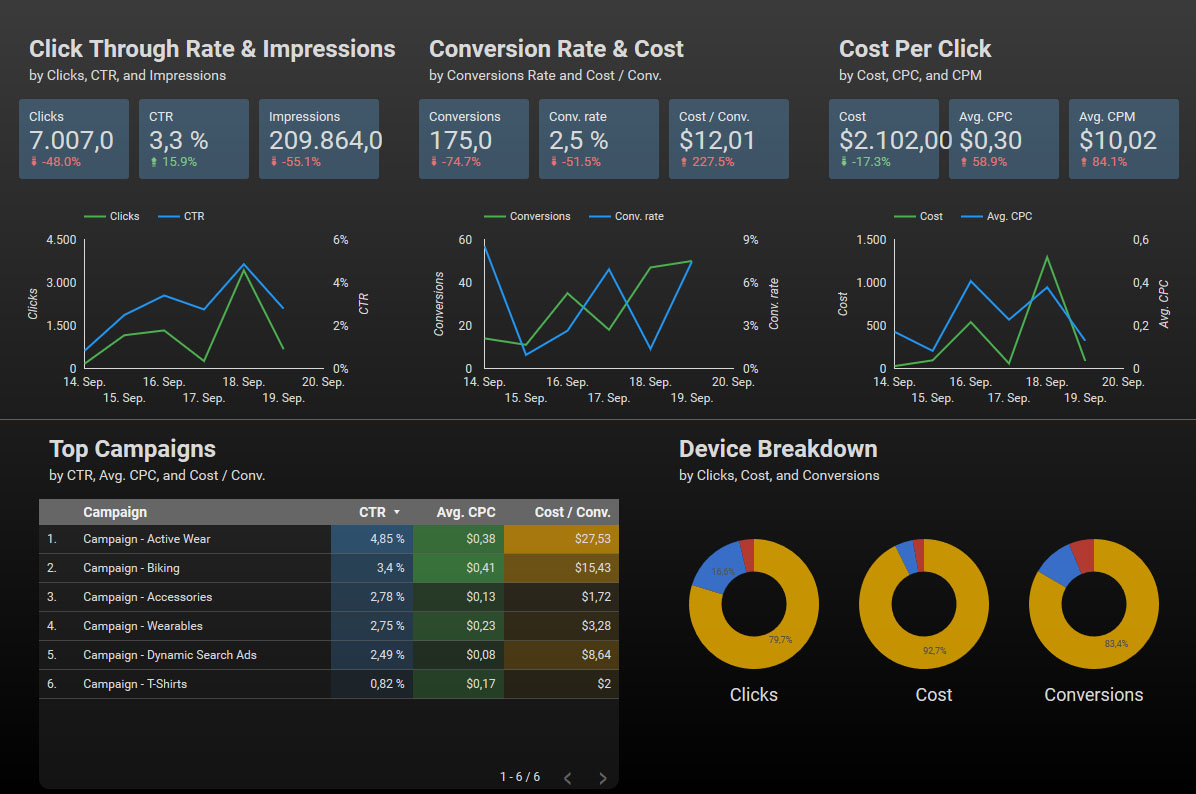 Click Through Rate & Impressions
by Clicks, CTR, and Impressions
Clicks
7.007,0
-48.0%
CTR
3,3 %
15.9%
Impressions
209.864,0
-55.1%
Clicks CTR
4.500
3.000
1.500
0
Clicks
6%
4%
2%
0%
CTR
14. Sep. 16. Sep. 18. Sep. 20. Sep.
15. Sep. 17. Sep. 19. Sep.
Conversion Rate & Cost
by Conversions Rate and Cost / Conv.
Conversions
175,0
-74.7%
Conv. rate
2,5 %
-51.5%
Cost / Conv.
$12,01
227.5%
Conversions Conv. rate
60
40
20
0
Conversions
9%
6%
3%
0%
Conv. rate
14. Sep. 16. Sep. 18. Sep. 20. Sep.
15. Sep. 17. Sep. 19. Sep.
Cost Per Click
by Cost, CPC, and CPM
Cost
$2.102,00
-17.3%
Avg. CPC
$0,30
58.9%
Avg. CPM
$10,02
84.1%
Cost Avg. CPC
1.500
1.000
500
0
Cost
0,6
0,4
0,2
0
Avg. CPC
14. Sep. 16. Sep. 18. Sep. 20. Sep.
15. Sep. 17. Sep. 19. Sep.
Top Campaigns
by CTR, Avg. CPC, and Cost / Conv.
Campaign CTR Avg. CPC Cost / Conv.
1. Campaign - Active Wear 4,85 % $0,38 $27,53
2. Campaign - Biking 3,4 % $0,41 $15,43
3. Campaign - Accessories 2,78 % $0,13 $1,72
4. Campaign - Wearables 2,75 % $0,23 $3,28
5. Campaign - Dynamic Search Ads 2,49 % $0,08 $8,64
6. Campaign - T-Shirts 0,82 % $0,17 $2
1 - 6 / 6
Device Breakdown
by Clicks, Cost, and Conversions
16,6%
79,7%
Clicks
92,7%
Cost
83,4%
Conversions